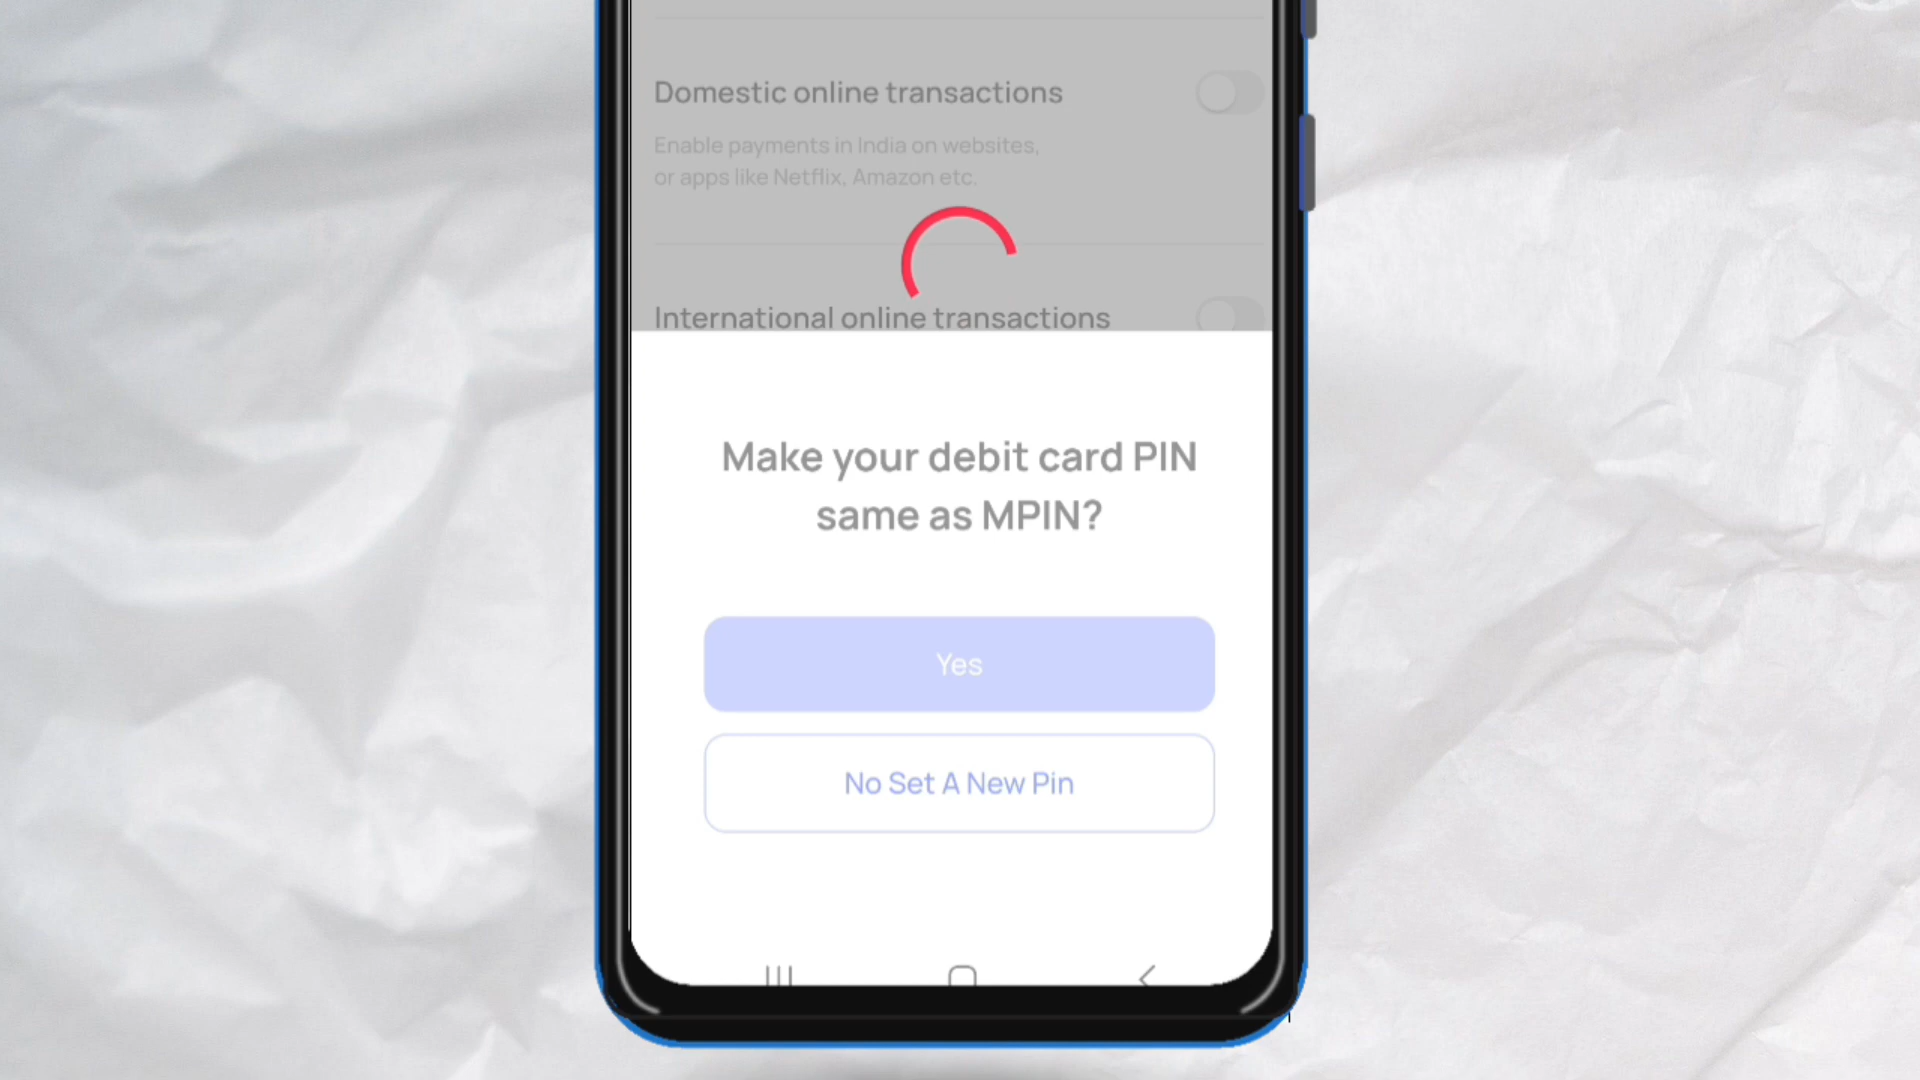 Domestic online transactions
Enable payments in India on websites,
or apps like Netflix, Amazon etc.
International online transactions
Make your debit card PIN
same as MPIN?
Yes
No Set A New Pin